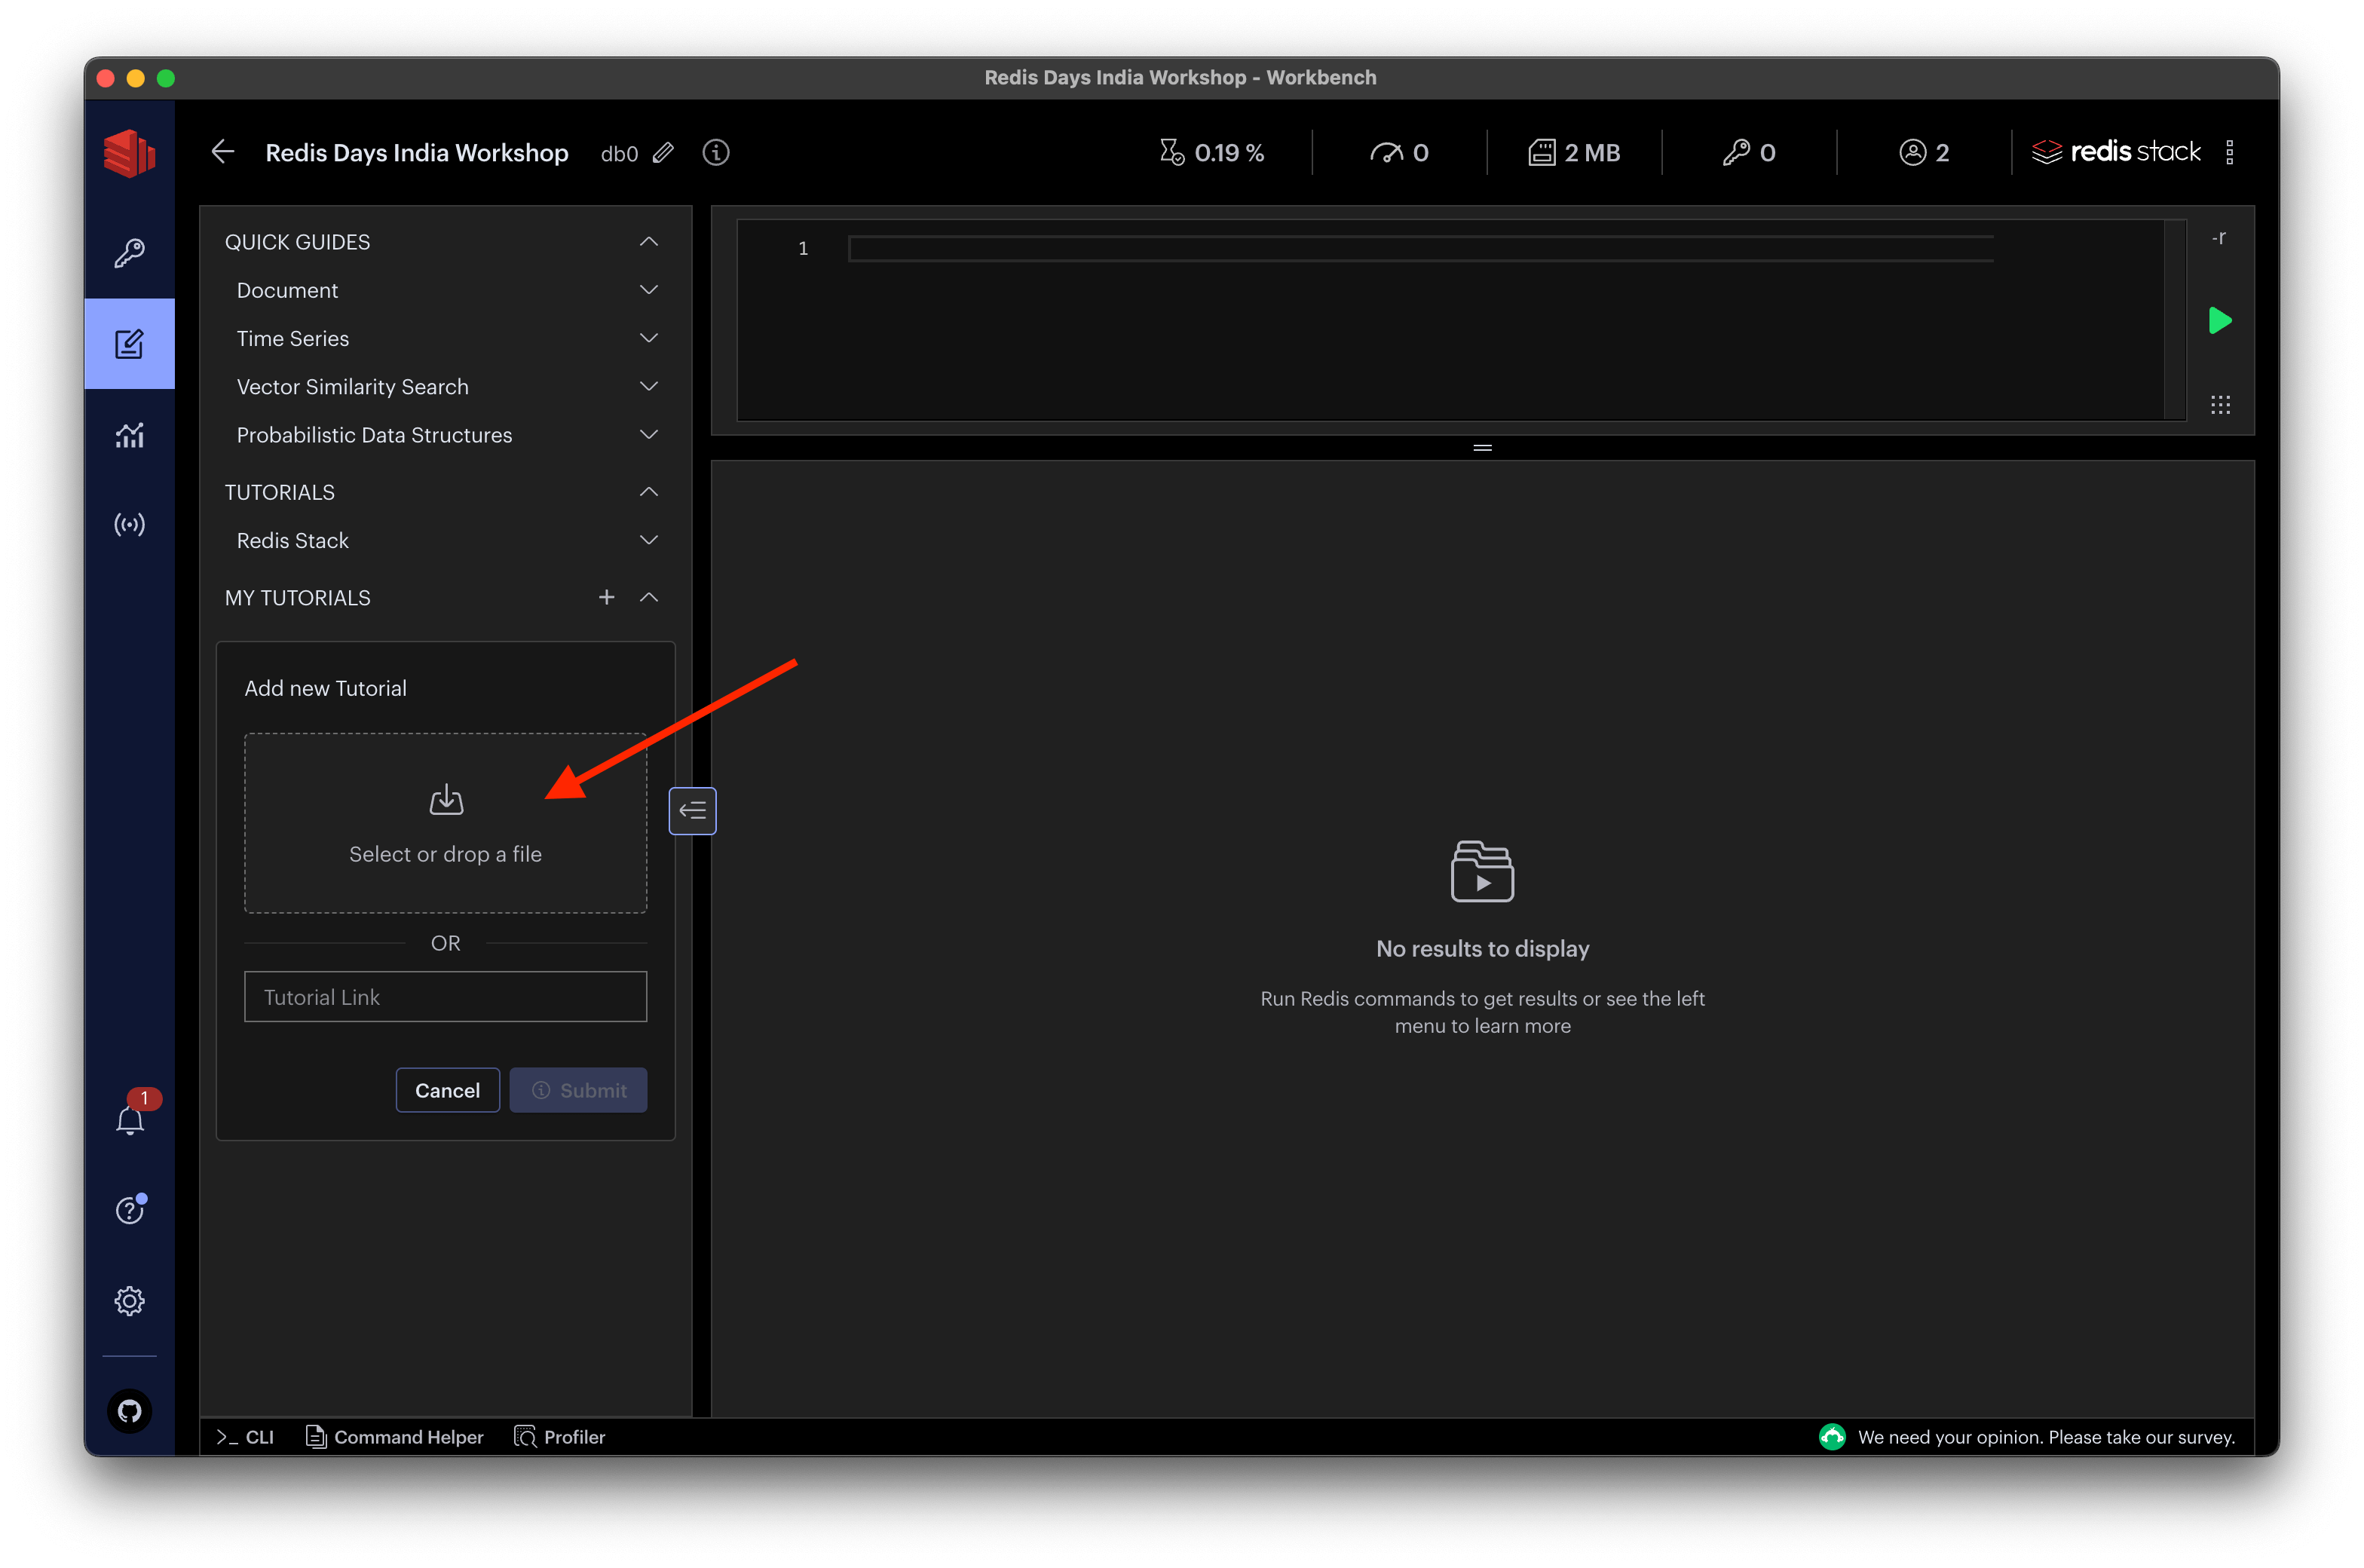 Redis Days India Workshop - Workbench
Redis Days India Workshop db0
0.19 %
0
2 MB
0
2
redis stack
QUICK GUIDES
Document
Time Series
Vector Similarity Search
Probabilistic Data Structures
TUTORIALS
Redis Stack
MY TUTORIALS
Add new Tutorial
Select or drop a file
OR
Tutorial Link
Cancel
Submit
1
-r
No results to display
Run Redis commands to get results or see the left
menu to learn more
1
>_ CLI
Command Helper
Profiler
We need your opinion. Please take our survey.